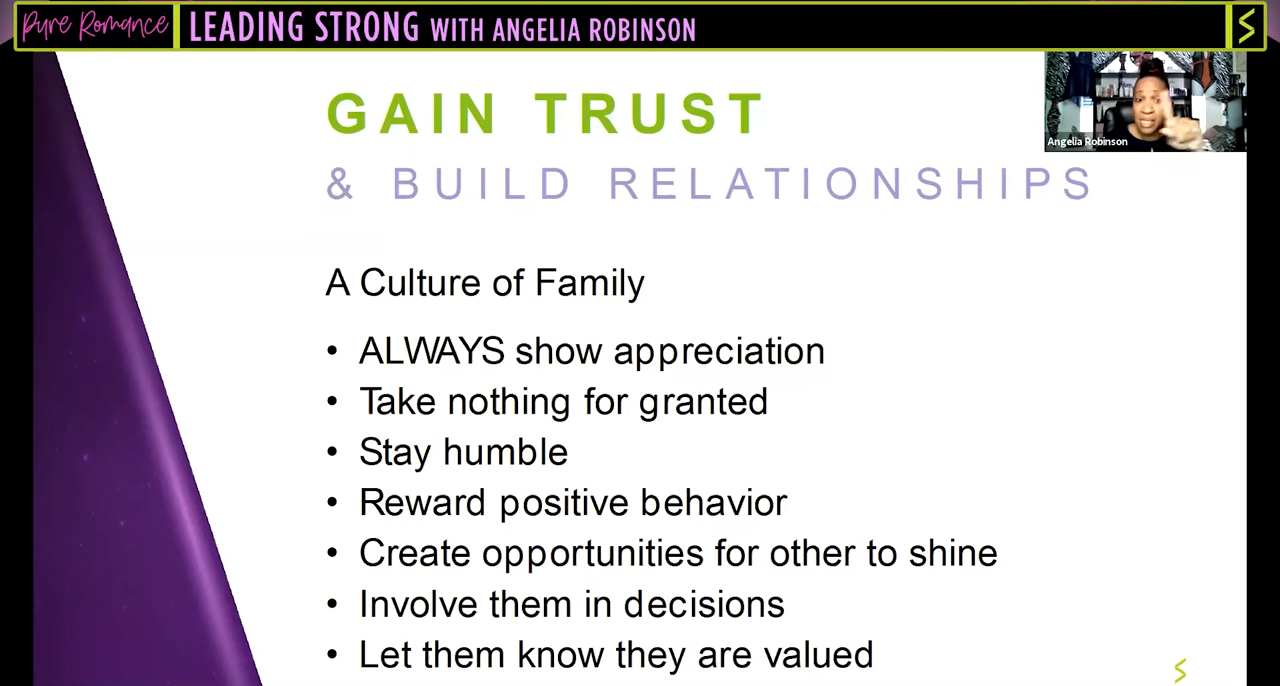 Pure Romance
LEADING STRONG WITH ANGELIA ROBINSON
GAIN TRUST
& BUILD RELATIONSHIPS
Angelia Robinson
A Culture of Family
• ALWAYS show appreciation
• Take nothing for granted
• Stay humble
• Reward positive behavior
• Create opportunities for other to shine
• Involve them in decisions
• Let them know they are valued